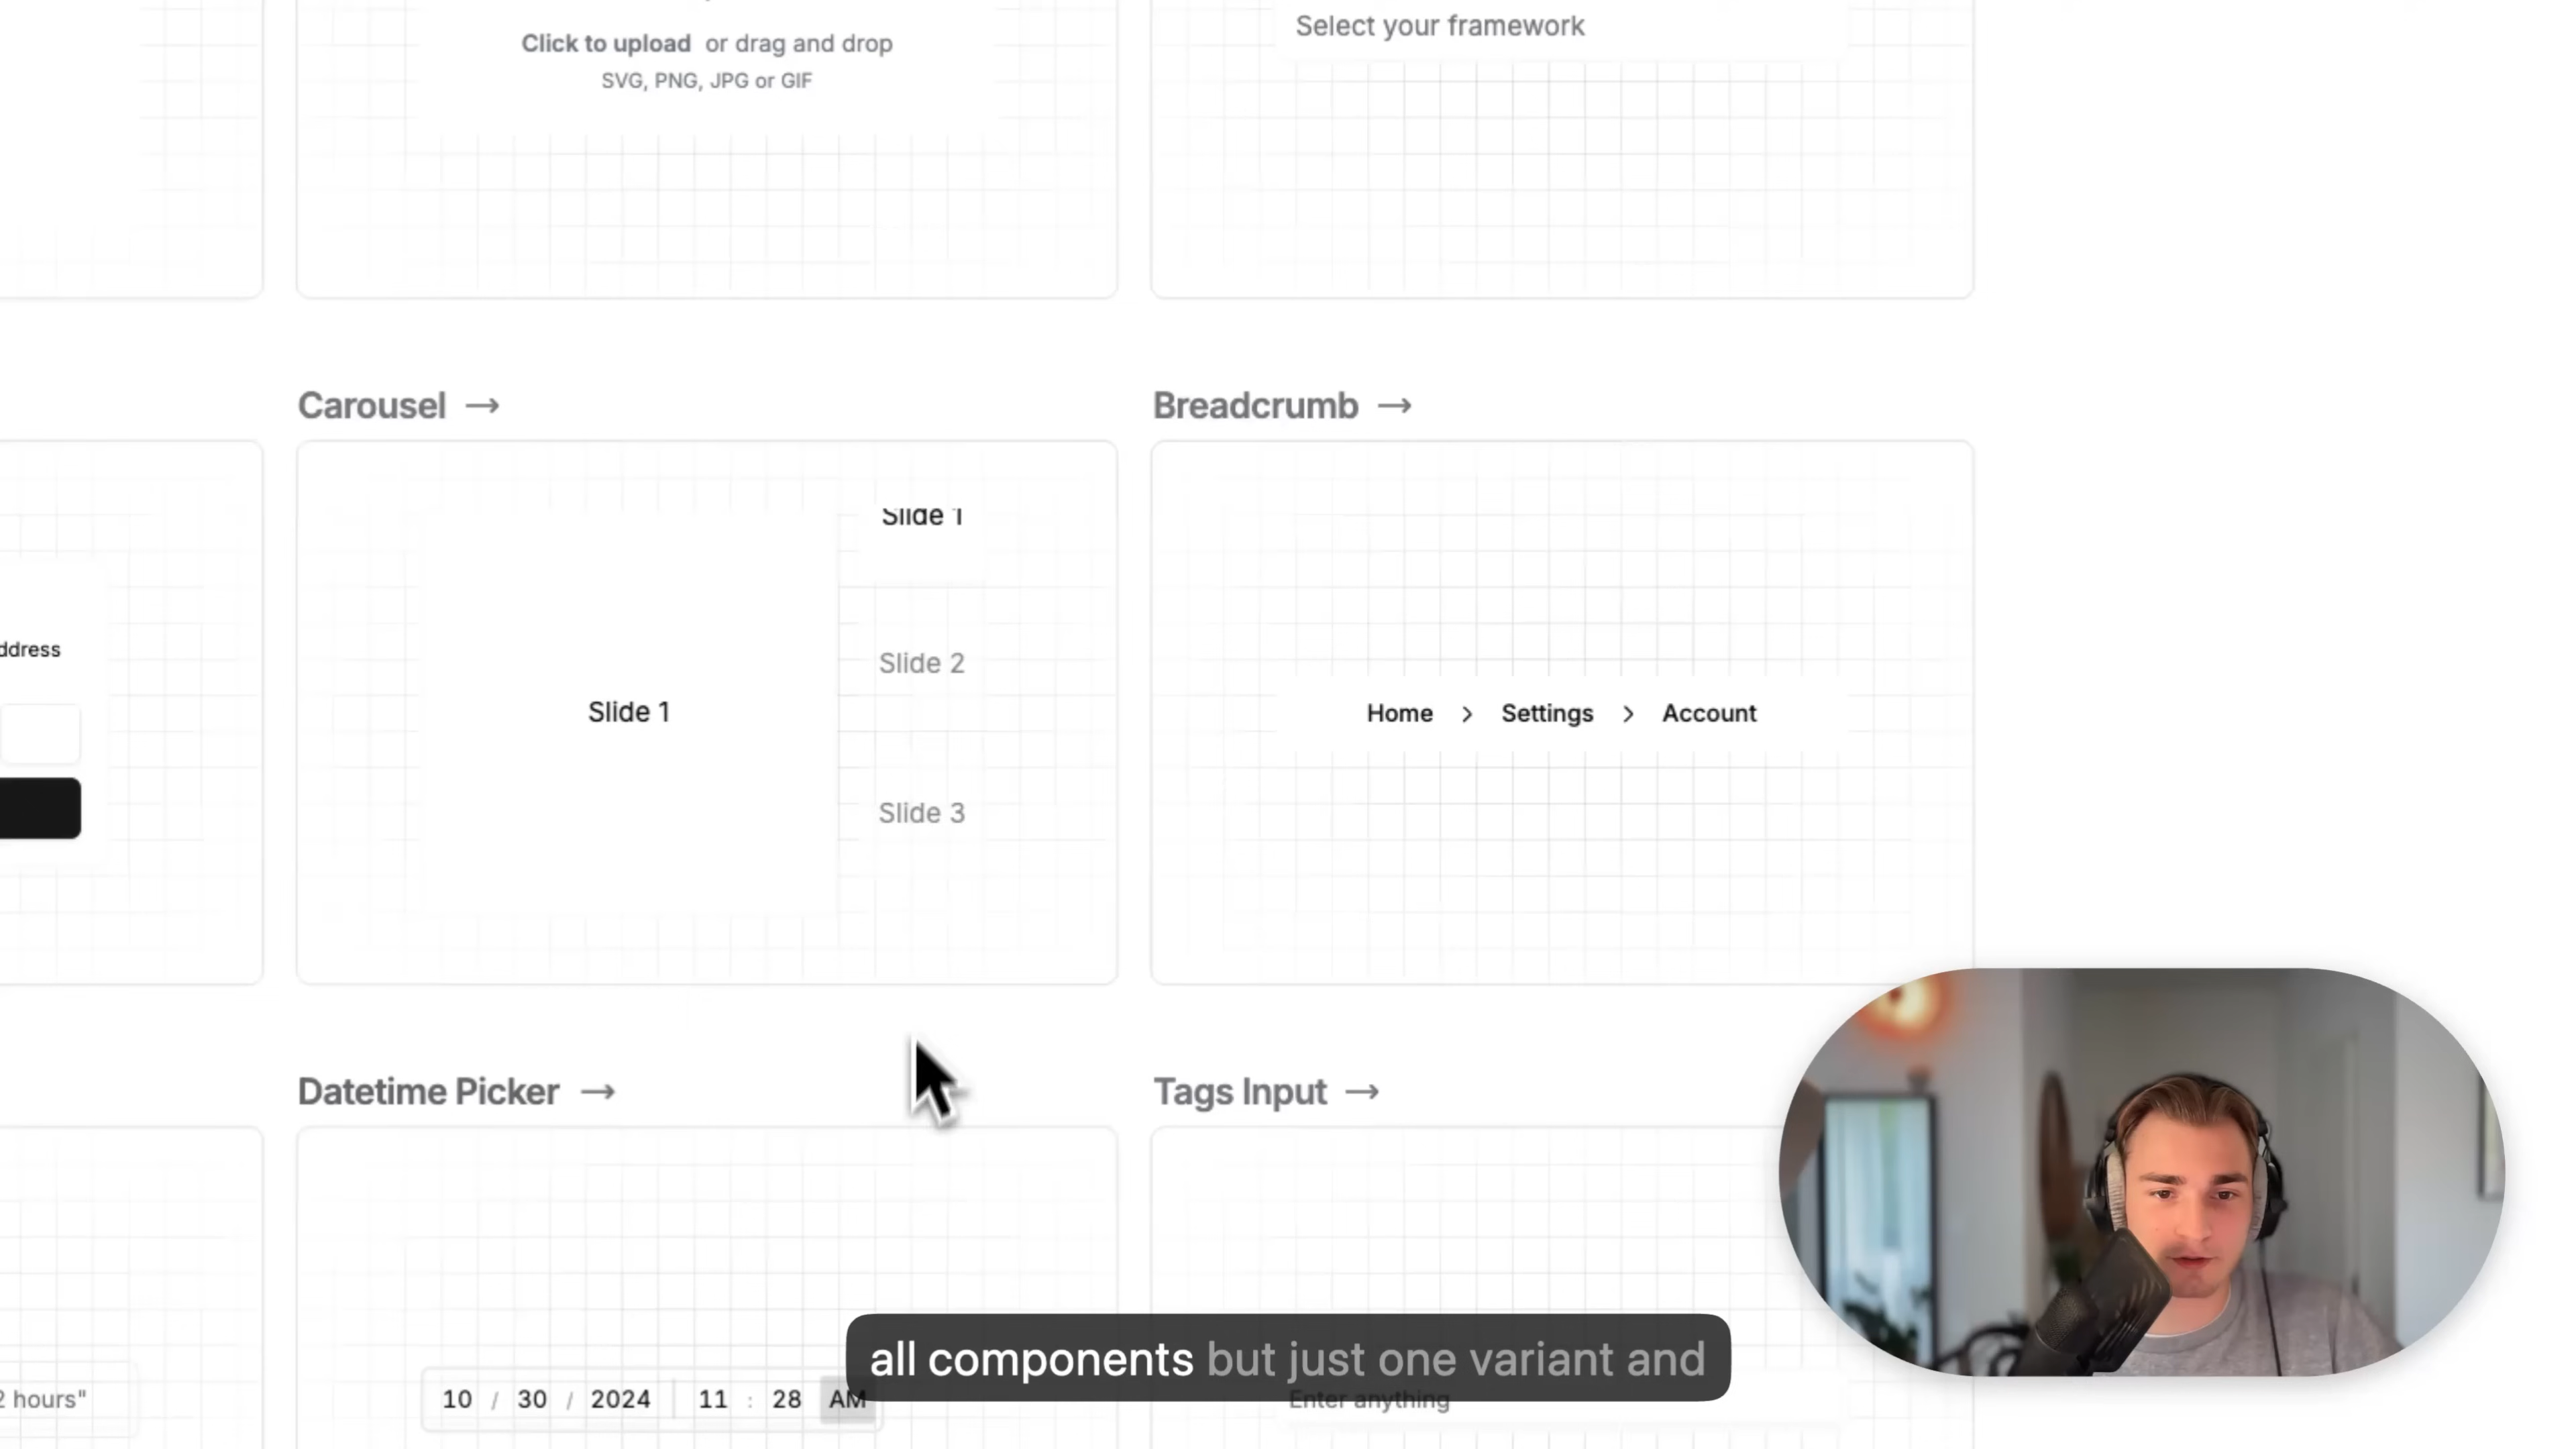 Click to upload or drag and drop
SVG, PNG, JPG or GIF
Select your framework
Carousel →
Breadcrumb →
Slide 1
Slide 1
Slide 2
Slide 3
ddress
Home > Settings > Account
Datetime Picker →
Tags Input →
2 hours"
10 / 30 / 2024 | 11 : 28 AM
Enter anything
all components but just one variant and